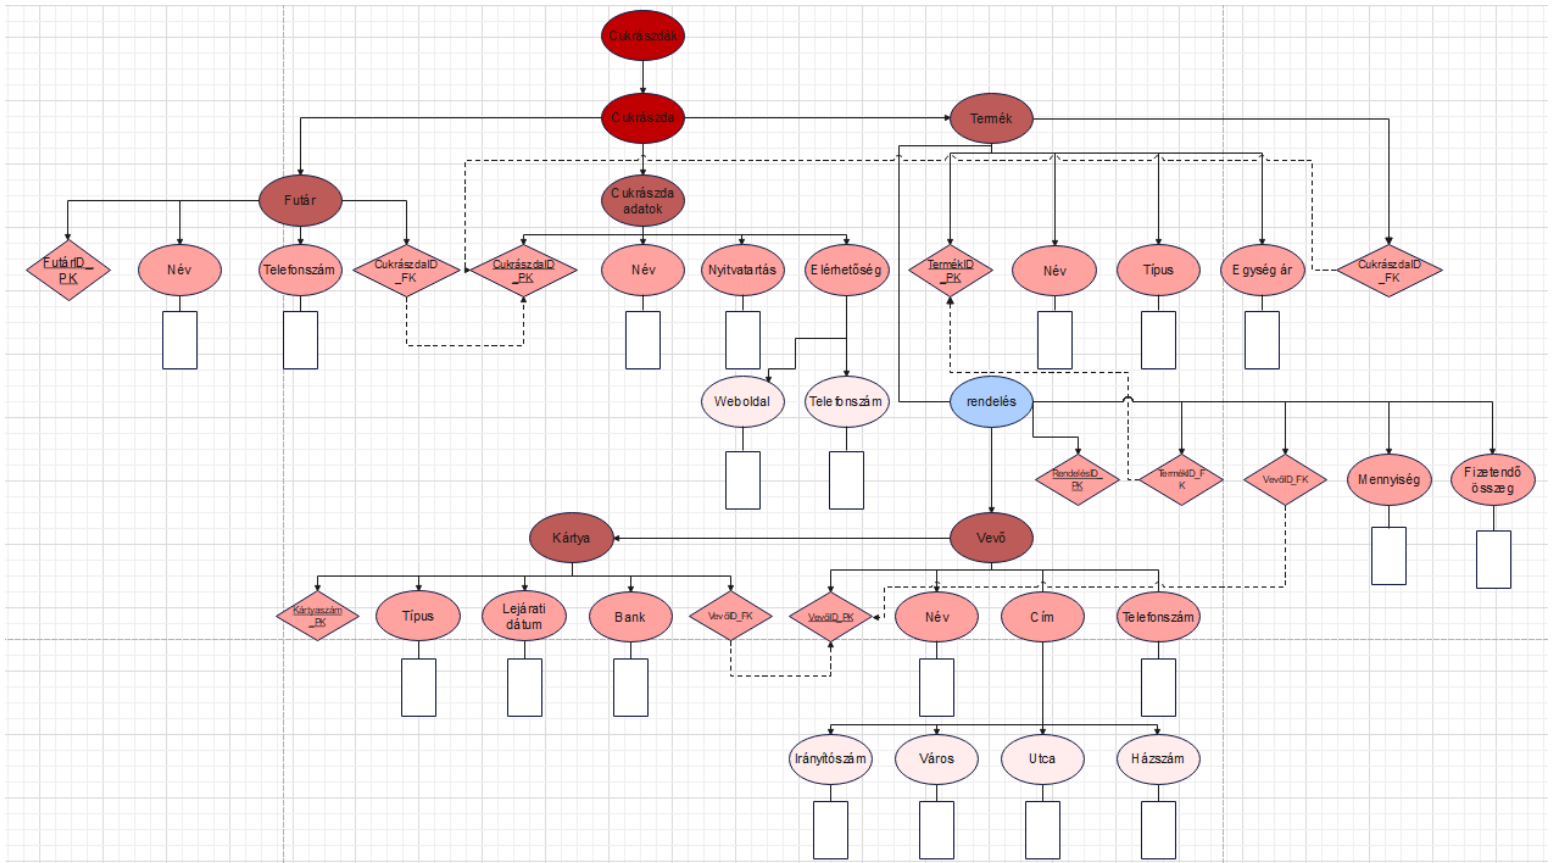 Cukrászdák
Cukrászda
Termék
Futár
Cukrászda
adatok
FutárID_
PK
Név
Telefonszám
CukrászdaID
_FK
CukrászdaID
_PK
Név
Nyitvatartás
Elérhetőség
TermékID
_PK
Név
Típus
Egység ár
CukrászdaID
_FK
Weboldal
Telefonszám
rendelés
RendelésID_
PK
TermékID_F
K
VevőID_FK
Mennyiség
Fizetendő
összeg
Kártya
Vevő
Kártyaszám
_PK
Típus
Lejárati
dátum
Bank
VevőID_FK
VevőID_PK
Név
Cím
Telefonszám
Irányítószám
Város
Utca
Házszám